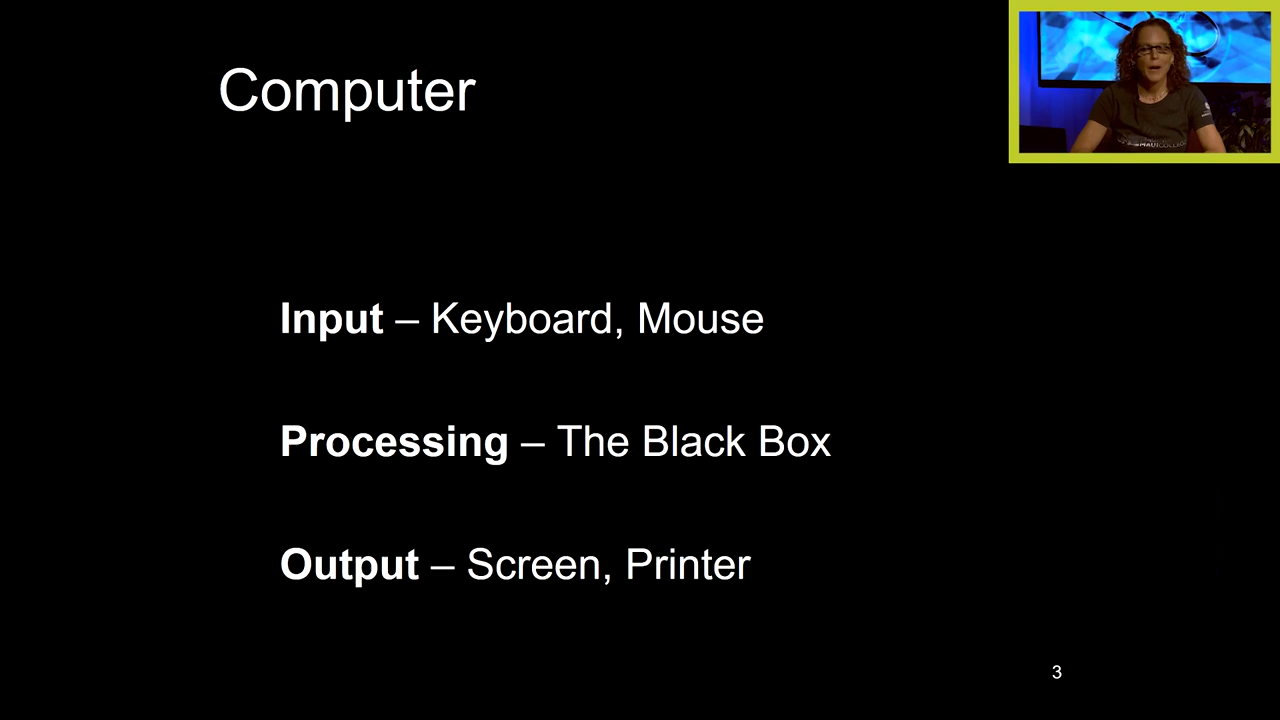 Computer
Input – Keyboard, Mouse
Processing – The Black Box
Output – Screen, Printer
3